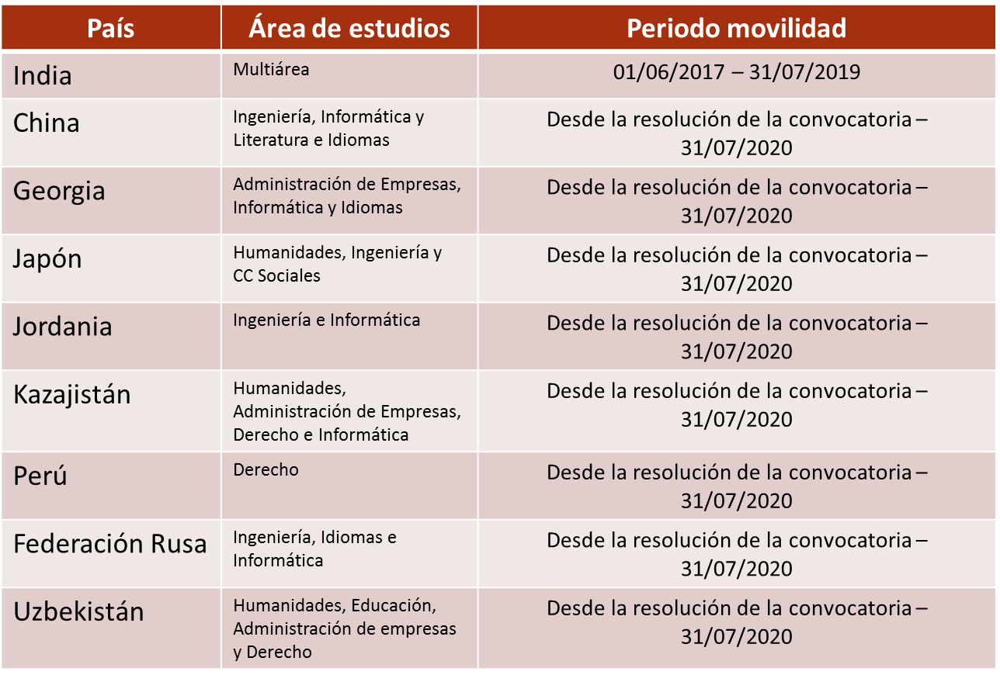 País Área de estudios Periodo movilidad
India Multiárea 01/06/2017 – 31/07/2019
China Ingeniería, Informática y Desde la resolución de la convocatoria –
Literatura e Idiomas 31/07/2020
Georgia Administración de Empresas, Desde la resolución de la convocatoria –
Informática y Idiomas 31/07/2020
Japón Humanidades, Ingeniería y Desde la resolución de la convocatoria –
CC Sociales 31/07/2020
Jordania Ingeniería e Informática Desde la resolución de la convocatoria –
31/07/2020
Kazajistán Humanidades, Desde la resolución de la convocatoria –
Administración de Empresas, 31/07/2020
Derecho e Informática
Perú Derecho Desde la resolución de la convocatoria –
31/07/2020
Federación Rusa Ingeniería, Idiomas e Desde la resolución de la convocatoria –
Informática 31/07/2020
Uzbekistán Humanidades, Educación, Desde la resolución de la convocatoria –
Administración de empresas 31/07/2020
y Derecho